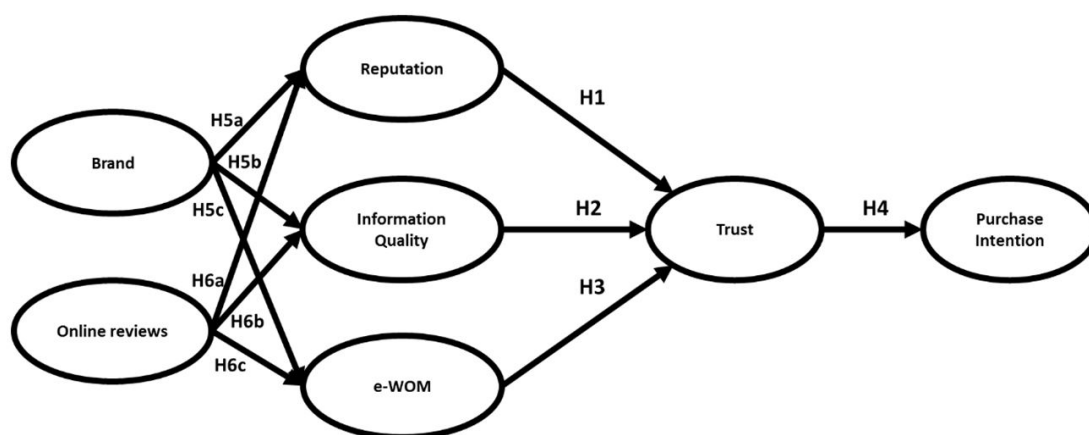 Reputation
H1
H5a
Brand
H5b
H5c
Information
Quality
H2
Trust
H4
Purchase
Intention
H6a
H3
Online reviews
H6b
H6c
e-WOM